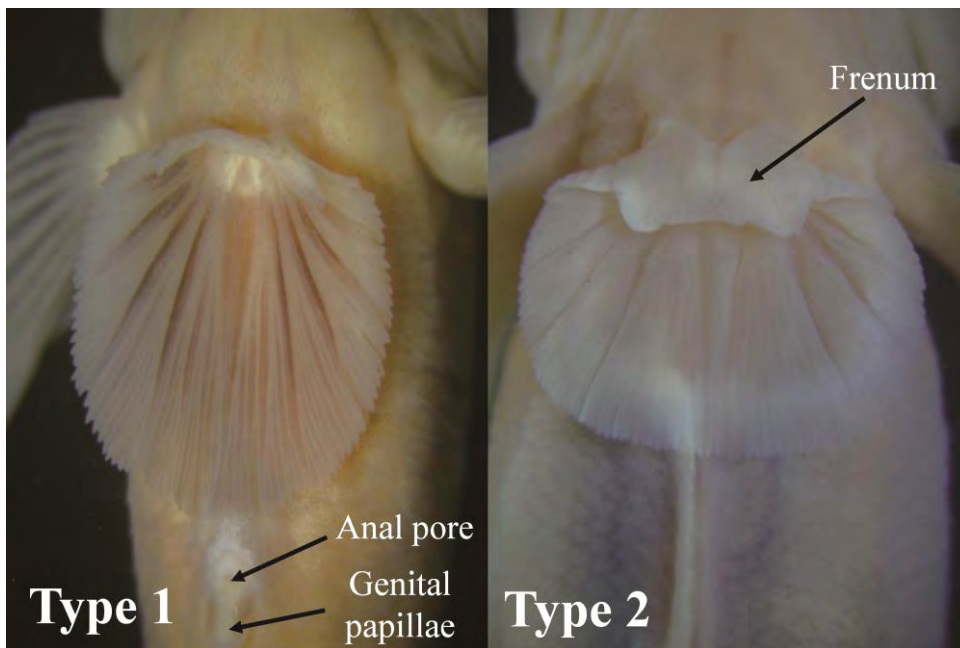 Frenum
Anal pore
Genital
papillae
Type 1
Type 2